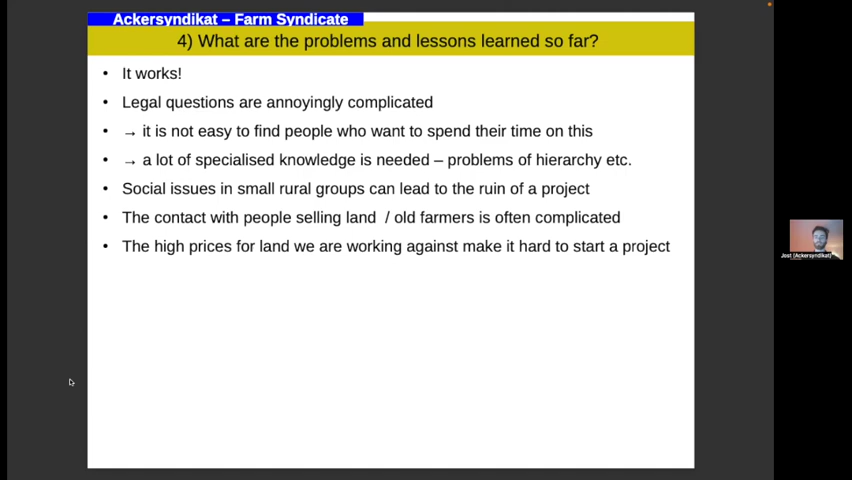 Ackersyndikat – Farm Syndicate
4) What are the problems and lessons learned so far?
• It works!
• Legal questions are annoyingly complicated
• → it is not easy to find people who want to spend their time on this
• → a lot of specialised knowledge is needed – problems of hierarchy etc.
• Social issues in small rural groups can lead to the ruin of a project
• The contact with people selling land / old farmers is often complicated
• The high prices for land we are working against make it hard to start a project
Jost (Ackersyndikat)